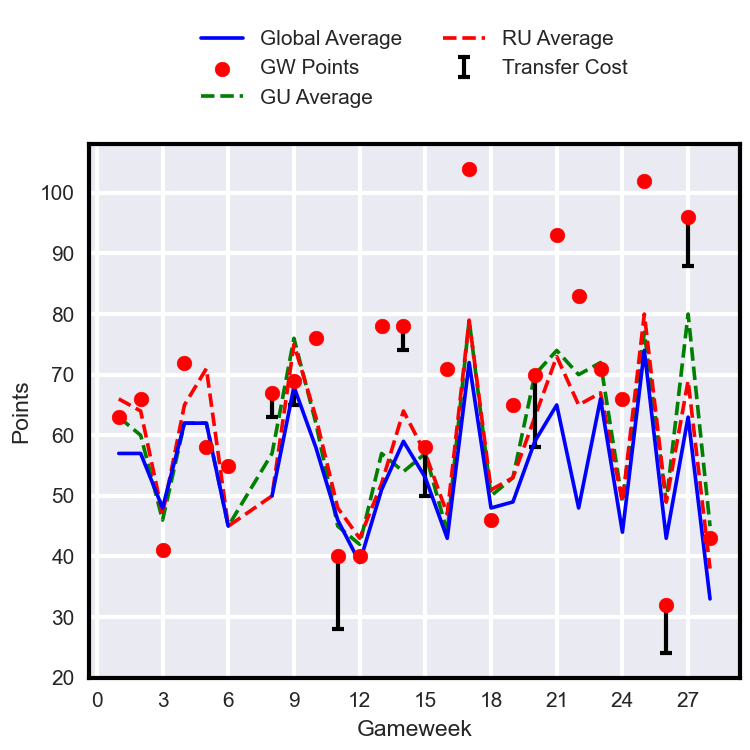 Global Average
GW Points
GU Average
RU Average
Transfer Cost
Points
100
90
80
70
60
50
40
30
20
0 3 6 9 12 15 18 21 24 27
Gameweek